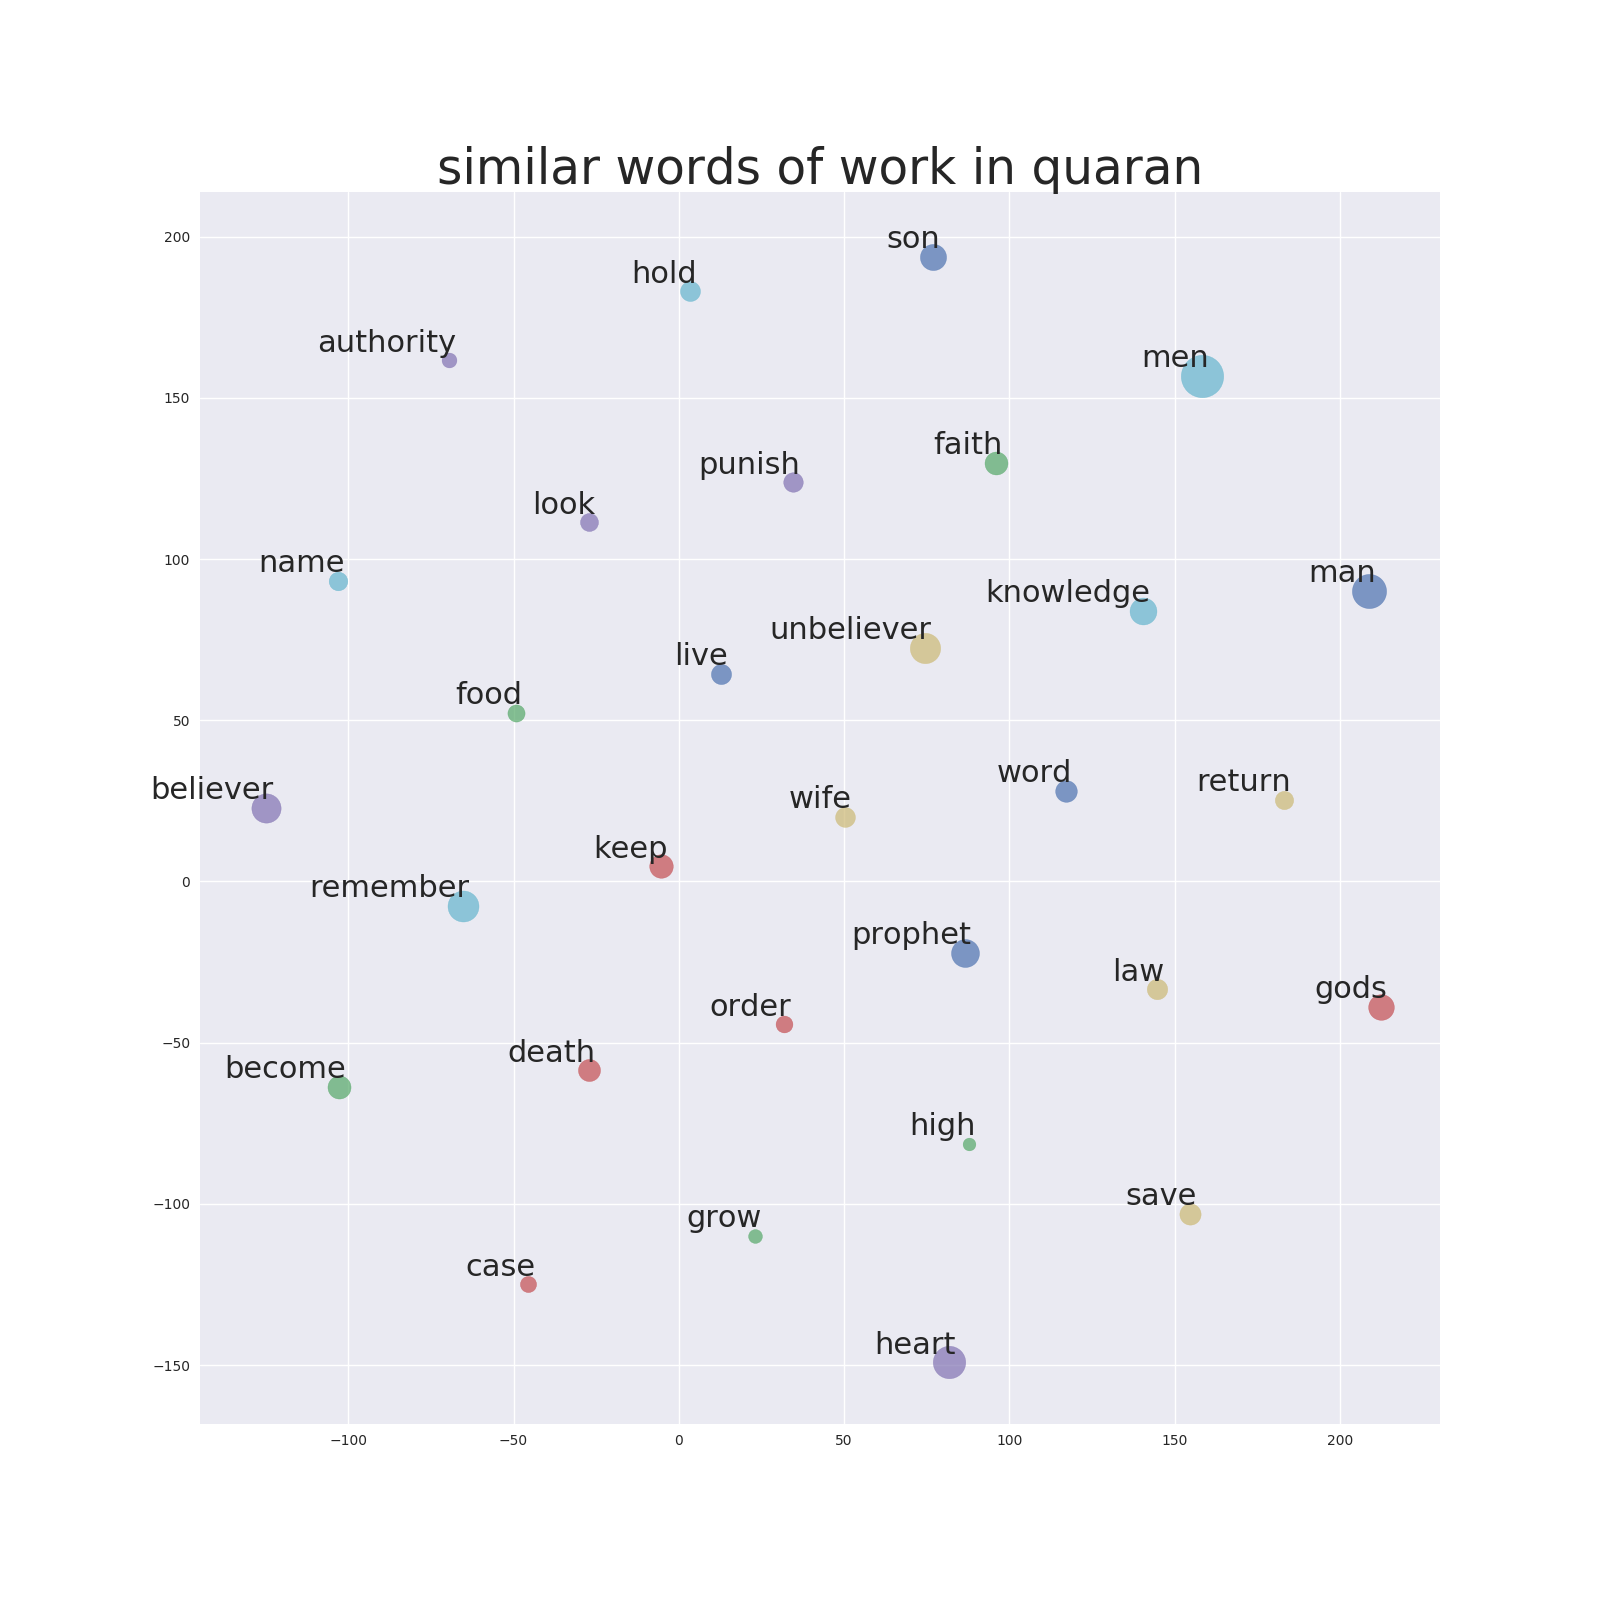 similar words of work in quaran
200
son
hold
authority
men
150
faith
punish
look
name
100
man
knowledge
unbeliever
live
food
50
word
return
believer
wife
keep
remember
0
prophet
law
gods
order
−50
death
become
high
save
−100
grow
case
heart
−150
−100
−50
0
50
100
150
200